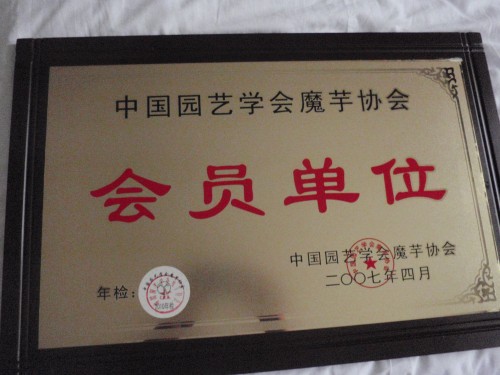 中国园艺学会魔芋协会
会员单位
中国园艺学会魔芋协会
二〇〇七年四月
年检：